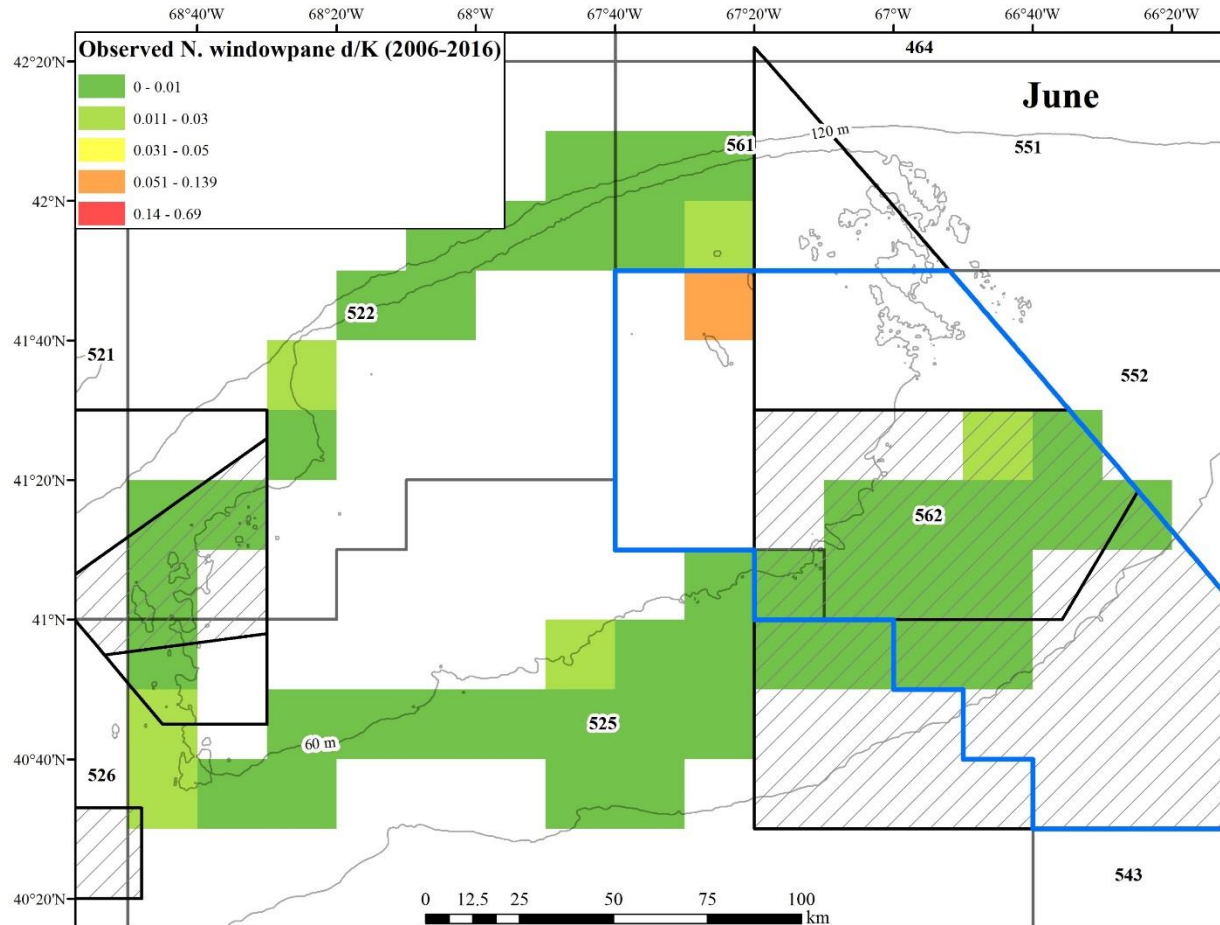 68°40'W 68°20'W 68°W 67°40'W 67°20'W 67°W 66°40'W 66°20'W
Observed N. windowpane d/K (2006-2016)
0 - 0.01
0.011 - 0.03
0.031 - 0.05
0.051 - 0.139
0.14 - 0.69
June
42°20'N
42°N
41°40'N
41°20'N
41°N
40°40'N
40°20'N
464
120 m
561
551
522
521
552
562
525
60 m
526
543
0 12.5 25 50 75 100
km